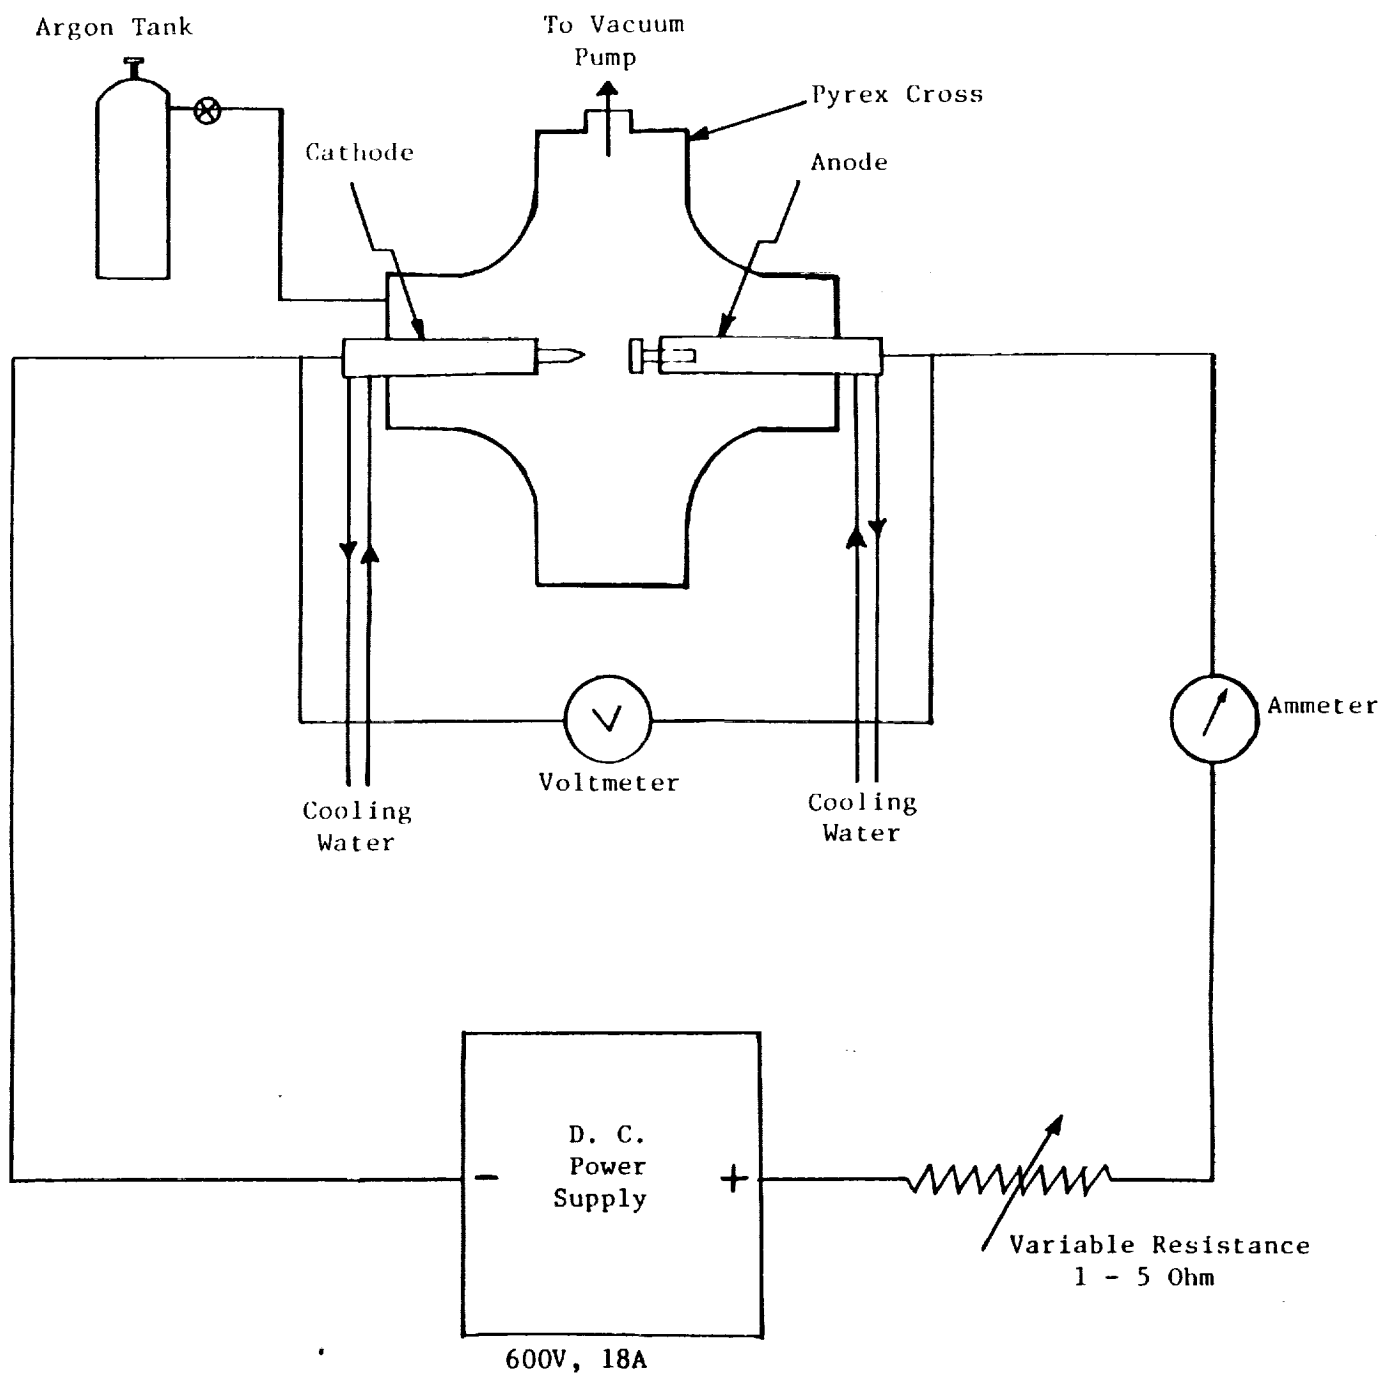 Argon Tank
To Vacuum
Pump
Pyrex Cross
Cathode
Anode
Ammeter
V
Voltmeter
Cooling
Water
Cooling
Water
D. C.
Power
Supply
-
+
Variable Resistance
1 - 5 Ohm
600V, 18A